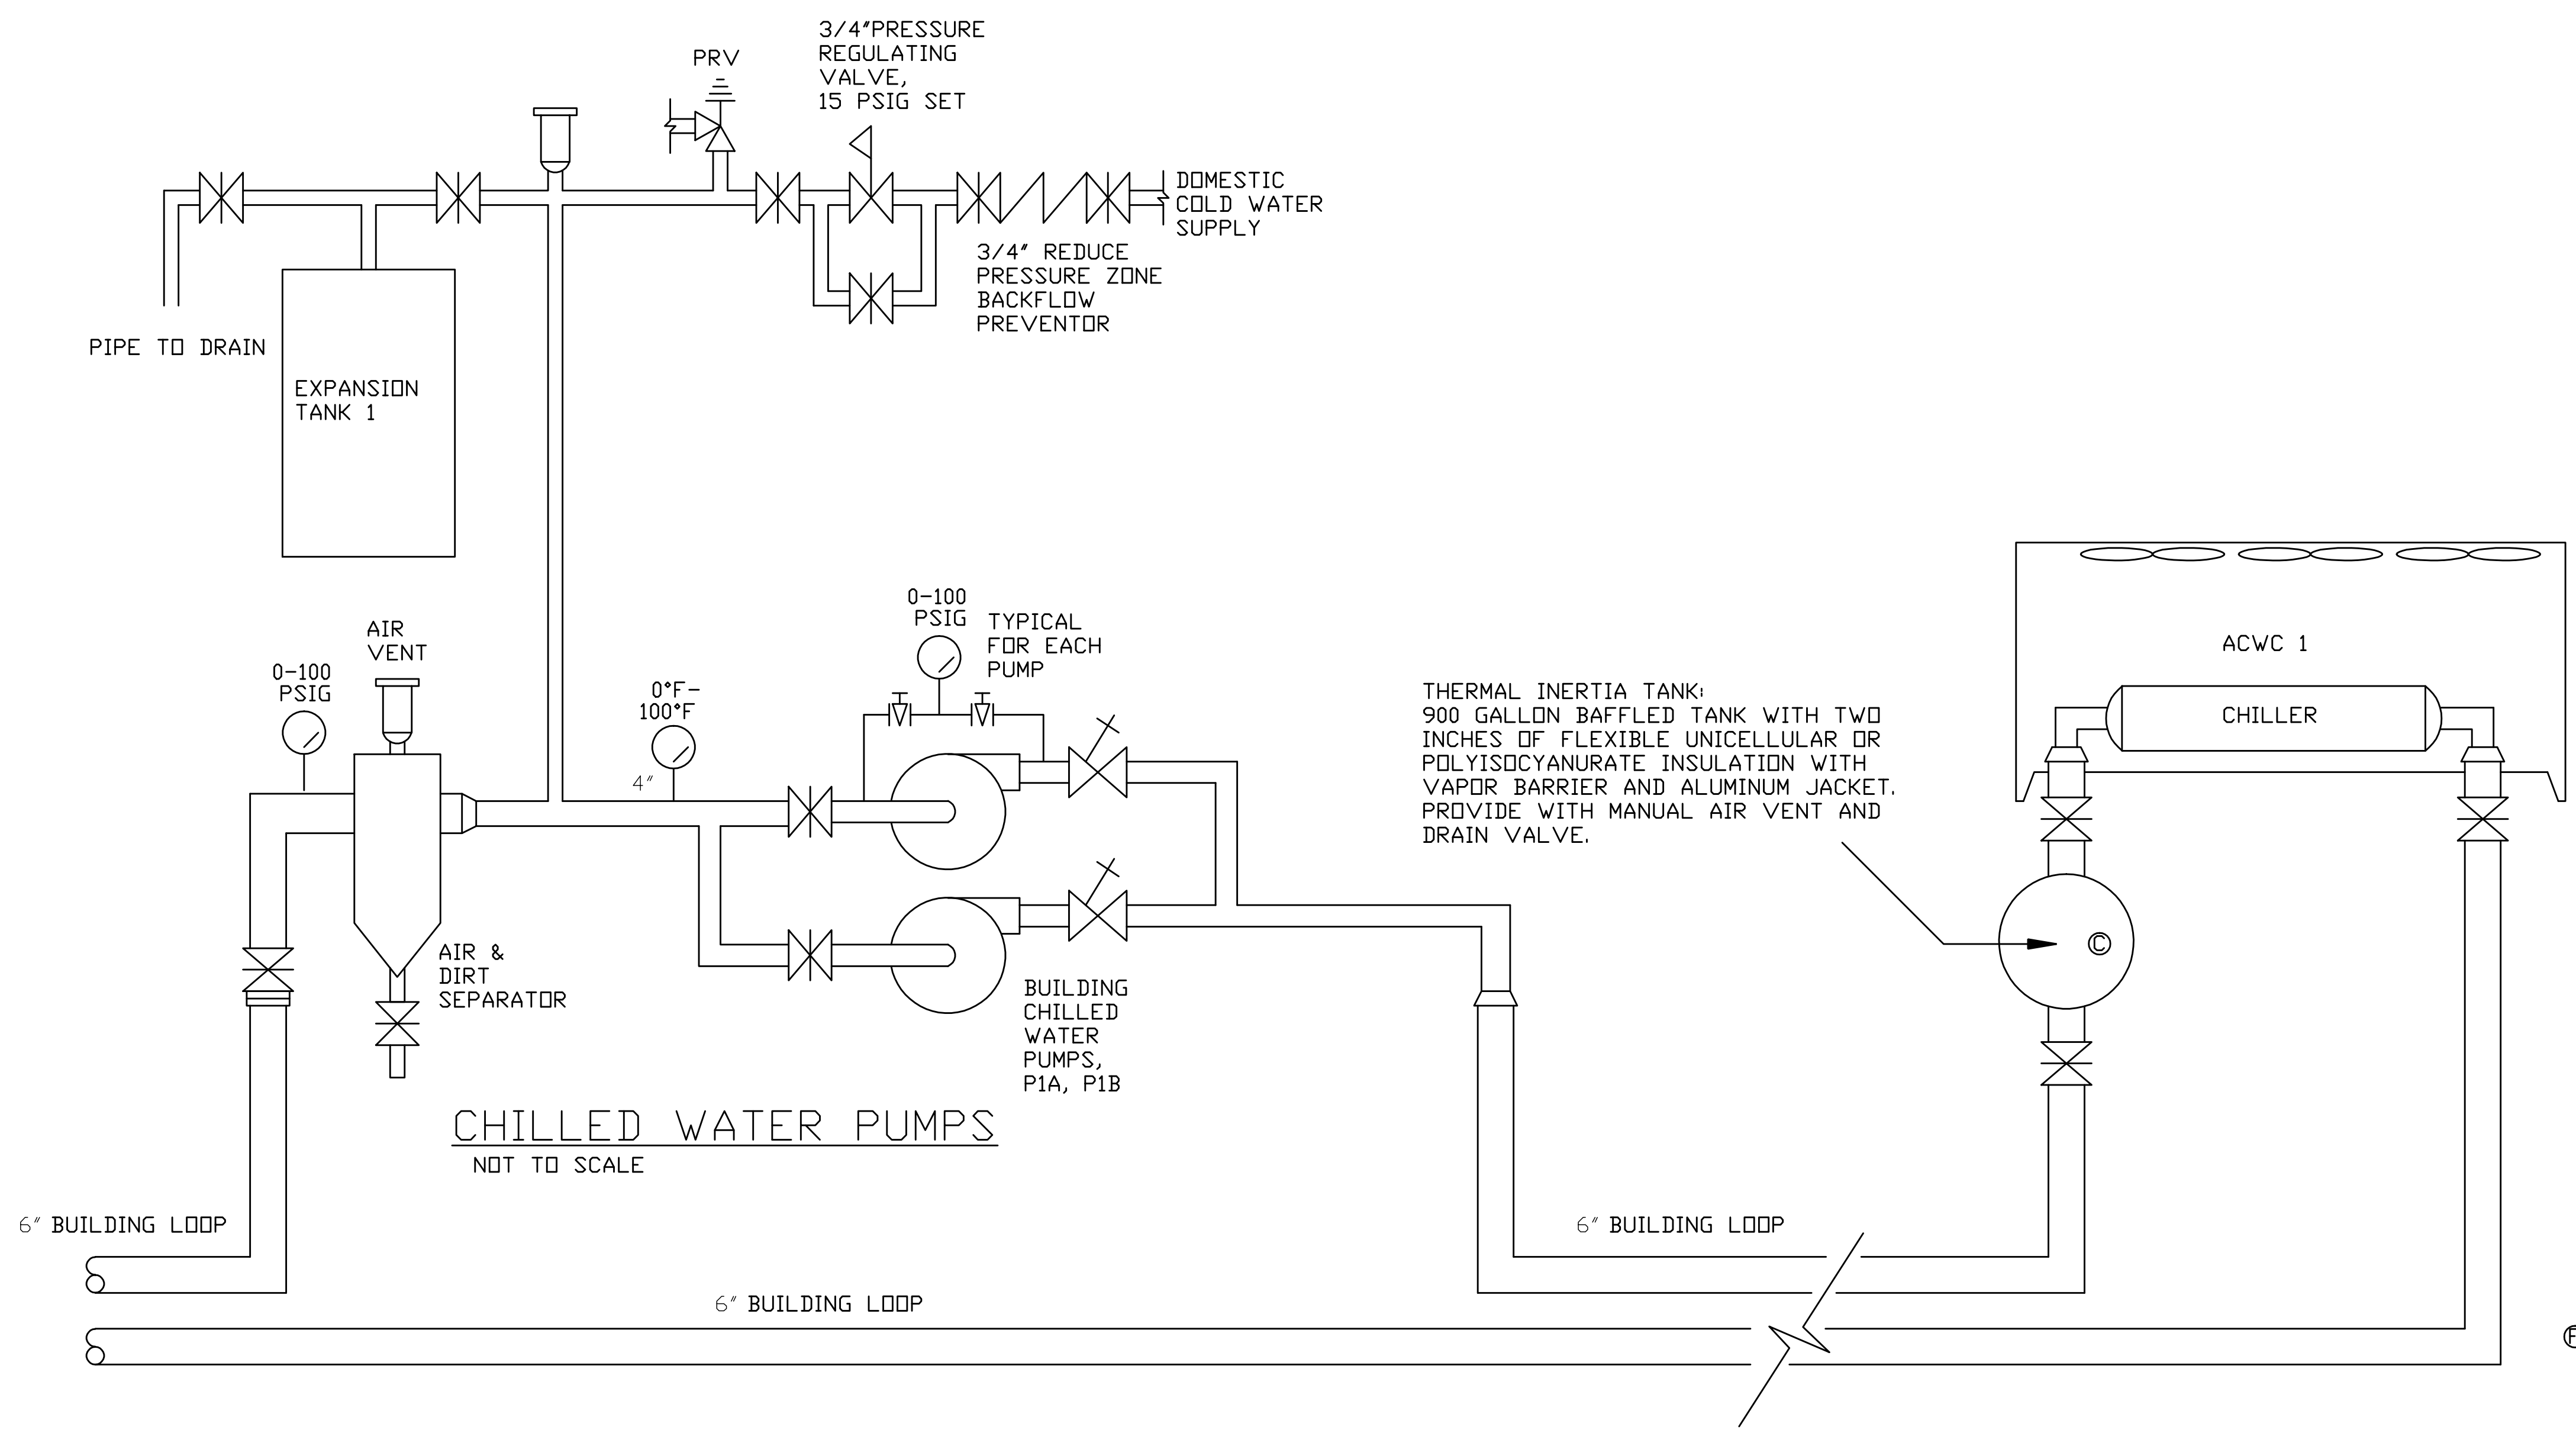 3/4"PRESSURE
REGULATING
VALVE,
15 PSIG SET
PRV
DOMESTIC
COLD WATER
SUPPLY
3/4" REDUCE
PRESSURE ZONE
BACKFLOW
PREVENTOR
PIPE TO DRAIN
EXPANSION
TANK 1
AIR
VENT
0-100
PSIG
0°F-
100°F
4"
0-100
PSIG
TYPICAL
FOR EACH
PUMP
AIR &
DIRT
SEPARATOR
BUILDING
CHILLED
WATER
PUMPS,
P1A, P1B
THERMAL INERTIA TANK:
900 GALLON BAFFLED TANK WITH TWO
INCHES OF FLEXIBLE UNICELLULAR OR
POLYISOCYANURATE INSULATION WITH
VAPOR BARRIER AND ALUMINUM JACKET.
PROVIDE WITH MANUAL AIR VENT AND
DRAIN VALVE.
ACWC 1
CHILLER
C
CHILLED WATER PUMPS
NOT TO SCALE
6" BUILDING LOOP
6" BUILDING LOOP
6" BUILDING LOOP